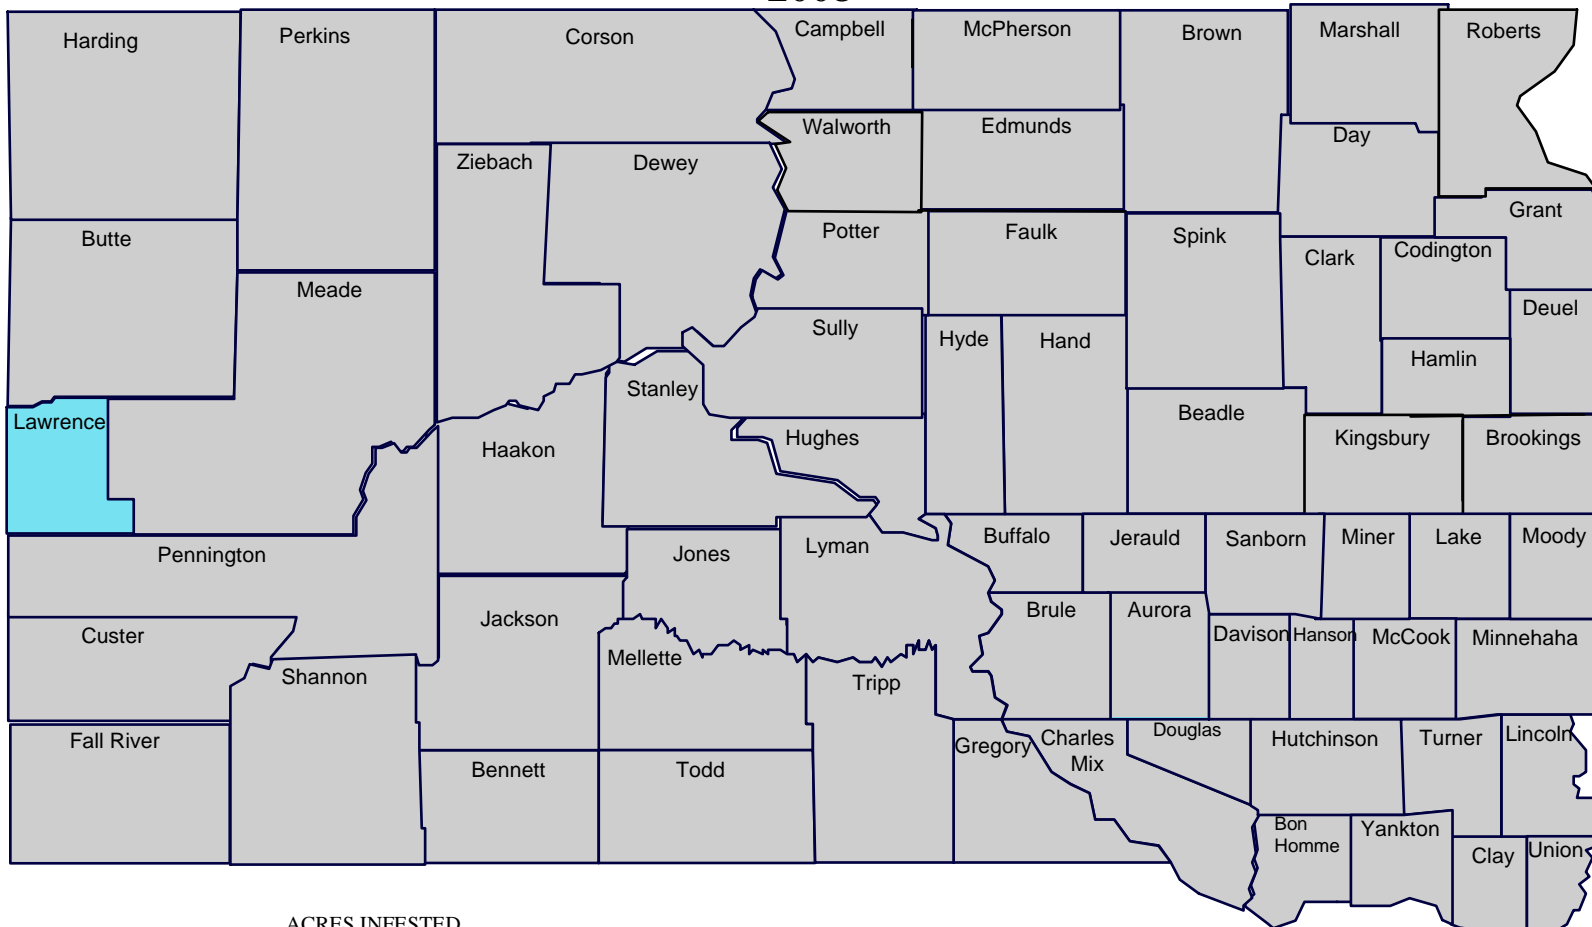 Harding
Perkins
Corson
Campbell
McPherson
Brown
Marshall
Roberts
Walworth
Edmunds
Day
Ziebach
Dewey
Grant
Butte
Potter
Faulk
Spink
Clark
Codington
Meade
Sully
Hyde
Hand
Deuel
Hamlin
Stanley
Lawrence
Haakon
Hughes
Beadle
Kingsbury
Brookings
Pennington
Jones
Lyman
Buffalo
Jerauld
Sanborn
Miner
Lake
Moody
Custer
Jackson
Brule
Aurora
Davison
Hanson
McCook
Minnehaha
Shannon
Mellette
Tripp
Fall River
Gregory
Charles
Mix
Douglas
Hutchinson
Turner
Lincoln
Bennett
Todd
Bon
Homme
Yankton
Clay
Union
ACRES INFESTED